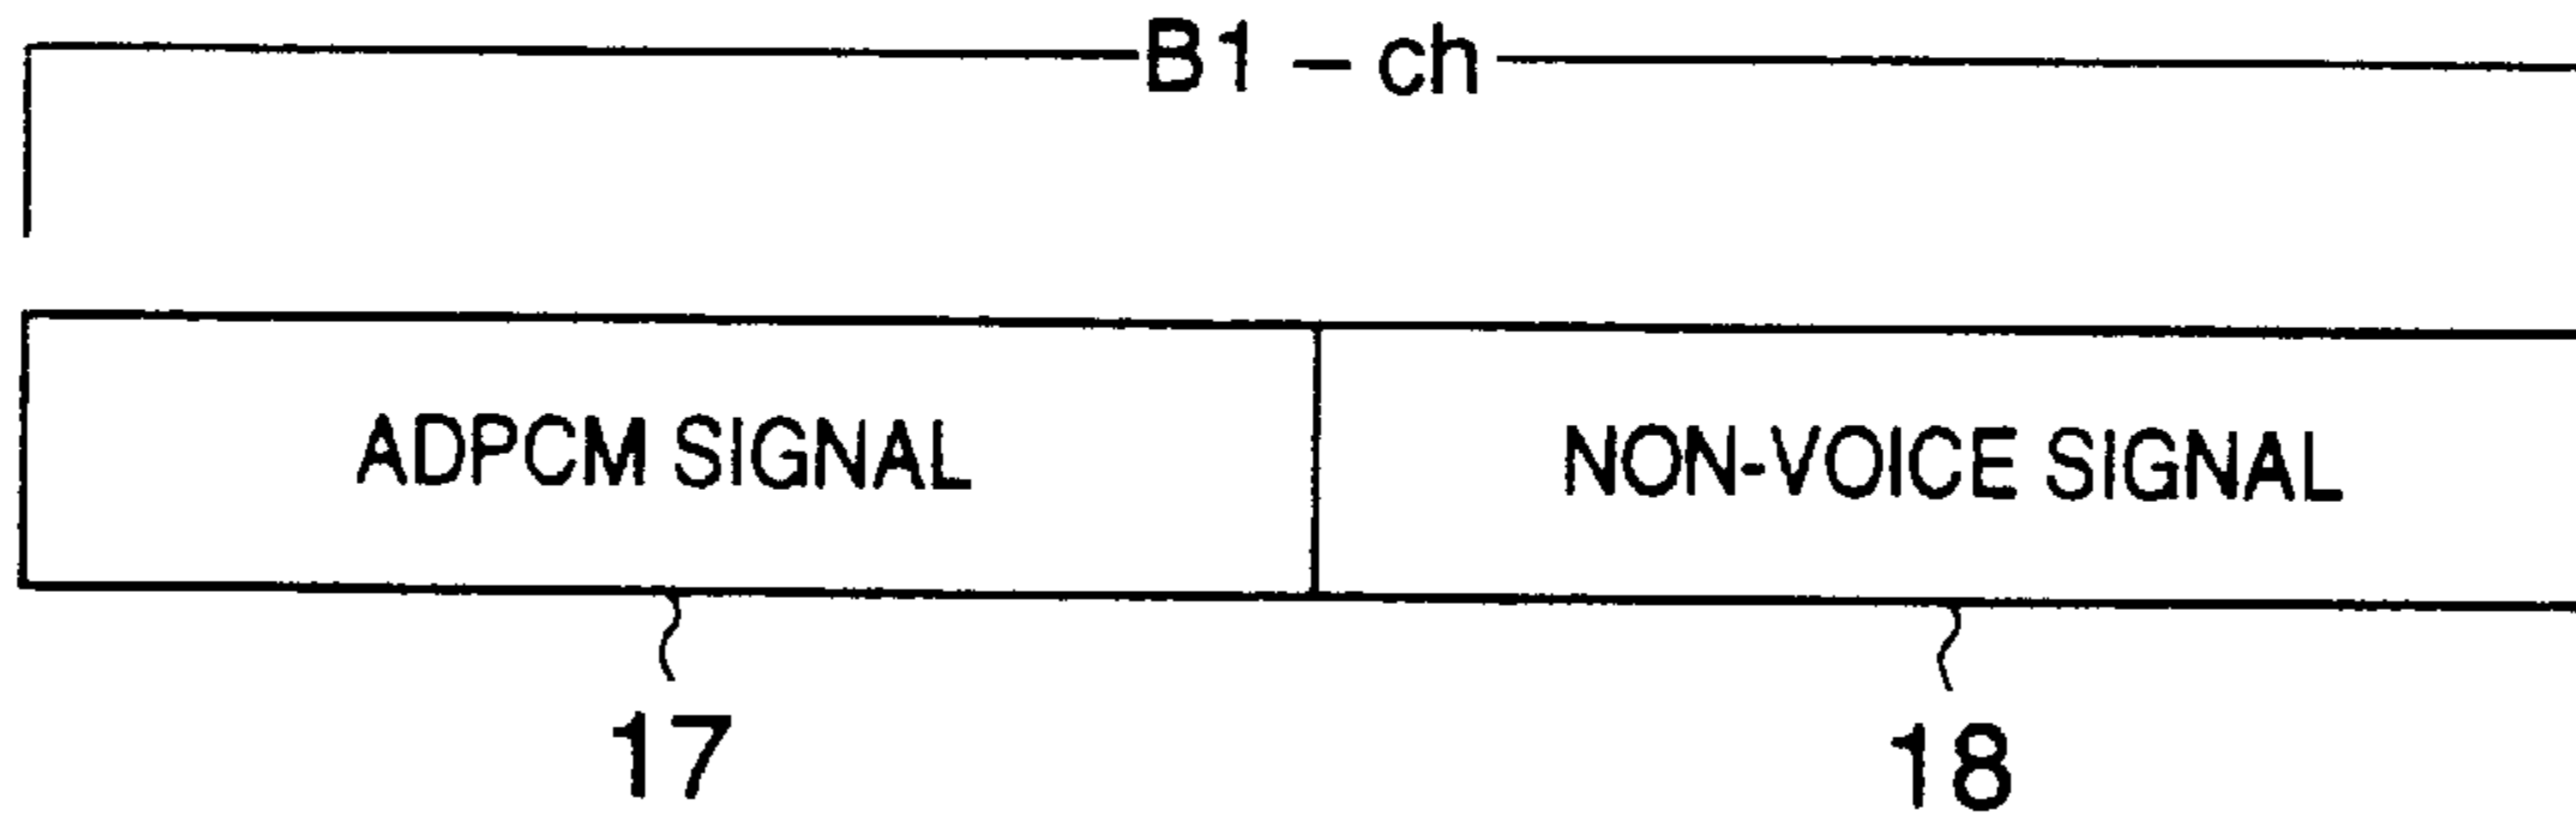 B1 – ch
ADPCM SIGNAL
NON-VOICE SIGNAL
17
18